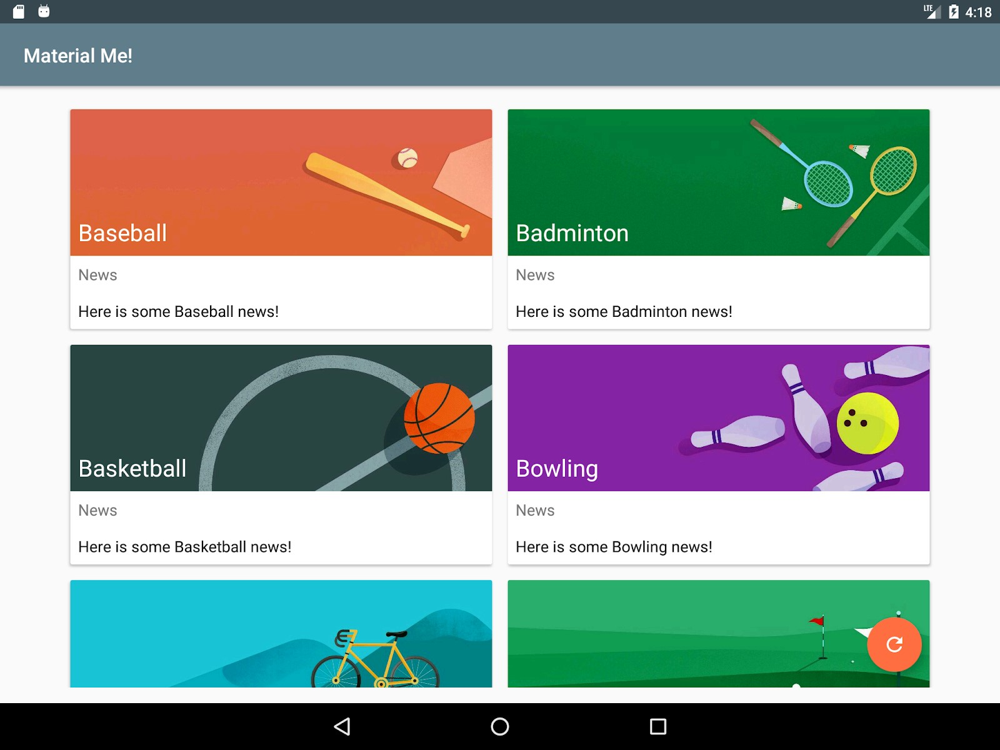 LTE 4:18
Material Me!
Baseball
News
Here is some Baseball news!
Badminton
News
Here is some Badminton news!
Basketball
News
Here is some Basketball news!
Bowling
News
Here is some Bowling news!